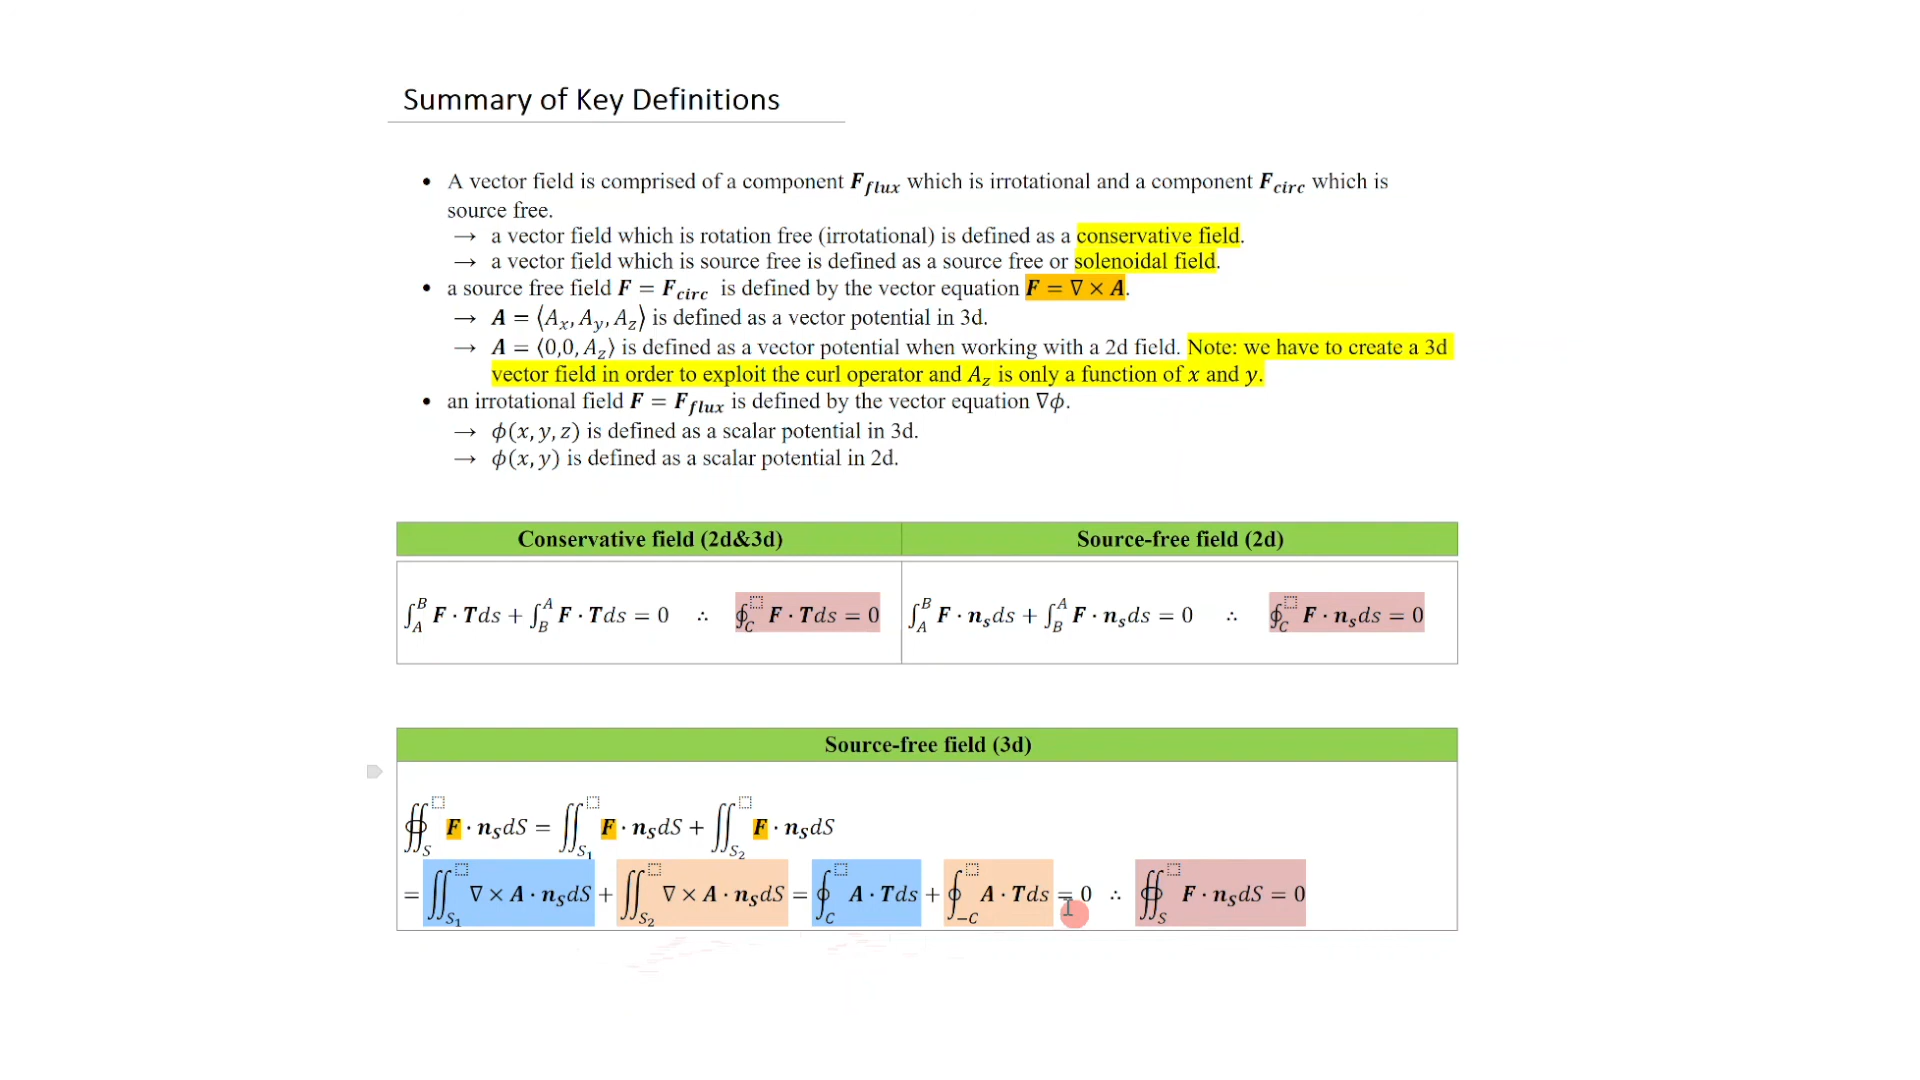 Summary of Key Definitions
• A vector field is comprised of a component 𝑭_𝒇𝒍𝒖𝒙 which is irrotational and a component 𝑭_𝒄𝒊𝒓𝒄 which is
source free.
→ a vector field which is rotation free (irrotational) is defined as a conservative field.
→ a vector field which is source free is defined as a source free or solenoidal field.
• a source free field F = F_circ is defined by the vector equation F = ∇ × A.
→ A = ⟨A_x, A_y, A_z⟩ is defined as a vector potential in 3d.
→ A = ⟨0,0, A_z⟩ is defined as a vector potential when working with a 2d field. Note: we have to create a 3d
vector field in order to exploit the curl operator and A_z is only a function of x and y.
• an irrotational field F = F_flux is defined by the vector equation ∇ϕ.
→ ϕ(x, y, z) is defined as a scalar potential in 3d.
→ ϕ(x, y) is defined as a scalar potential in 2d.
Conservative field (2d&3d) Source-free field (2d)
∫_A^B F · Tds + ∫_B^A F · Tds = 0 ∴ ∮_C F · Tds = 0 ∫_A^B F · n_s ds + ∫_B^A F · n_s ds = 0 ∴ ∮_C F · n_s ds = 0
Source-free field (3d)
∯_S F · n_S dS = ∬_{S_1} F · n_S dS + ∬_{S_2} F · n_S dS
= ∬_{S_1} ∇ × A · n_S dS + ∬_{S_2} ∇ × A · n_S dS = ∮_C A · Tds + ∮_{−C} A · Tds = 0 ∴ ∯_S F · n_S dS = 0